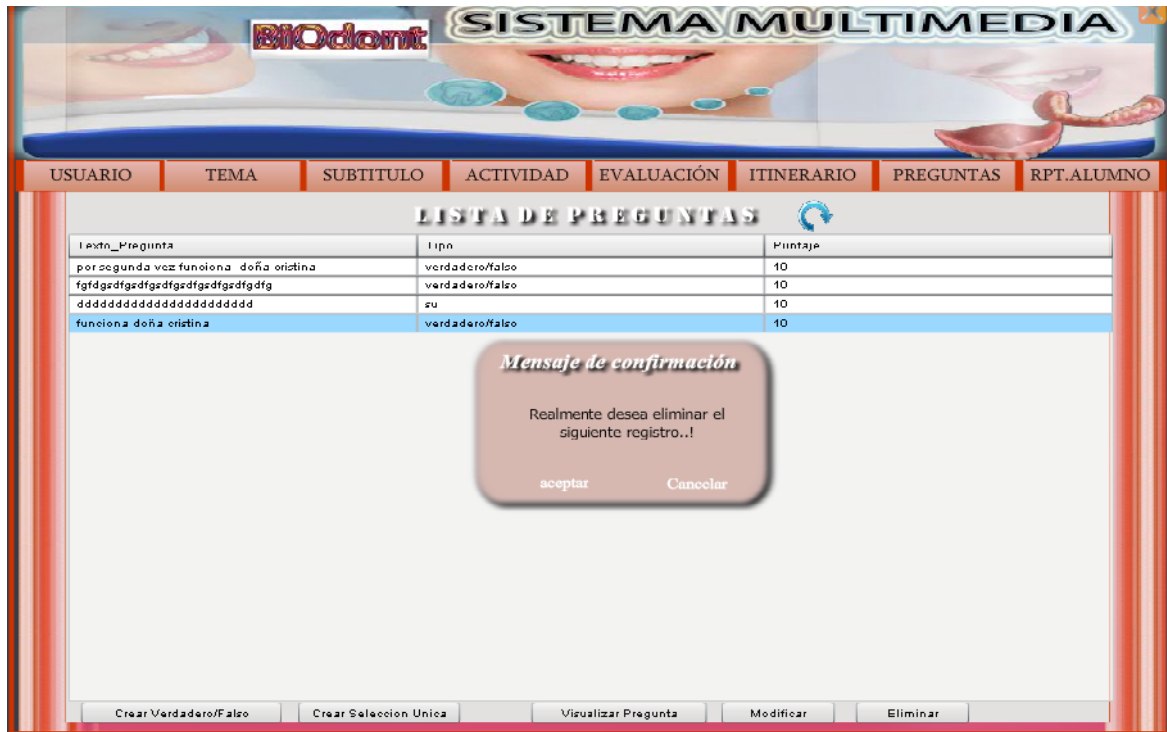 BIOdont SISTEMA MULTIMEDIA
USUARIO TEMA SUBTITULO ACTIVIDAD EVALUACIÓN ITINERARIO PREGUNTAS RPT.ALUMNO
LISTA DE PREGUNTAS
Texto_Pregunta Tipo Puntaje
por segunda vez funciona doña cristina verdadero/falso 10
fgfdgsdfgsdfgsdfgsdfgsdfgdfg verdadero/falso 10
ddddddddddddddddddddddd su 10
funciona doña cristina verdadero/falso 10
Mensaje de confirmación
Realmente desea eliminar el
siguiente registro..!
aceptar Cancelar
Crear Verdadero/Falso Crear Seleccion Unica Visualizar Pregunta Modificar Eliminar